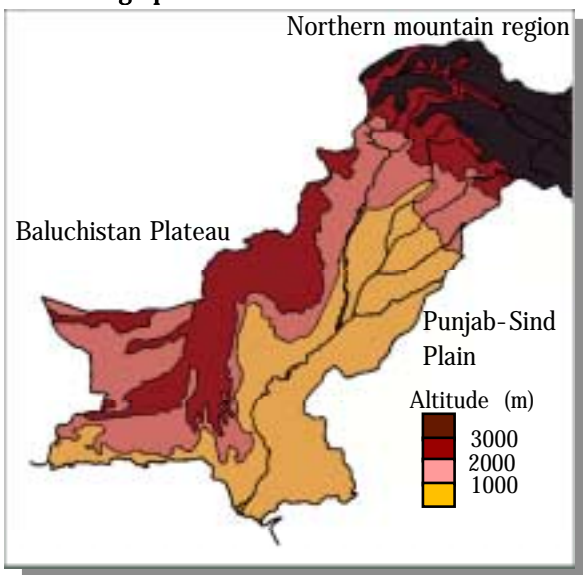 Northern mountain region
Baluchistan Plateau
Punjab-Sind
Plain
Altitude (m)
3000
2000
1000